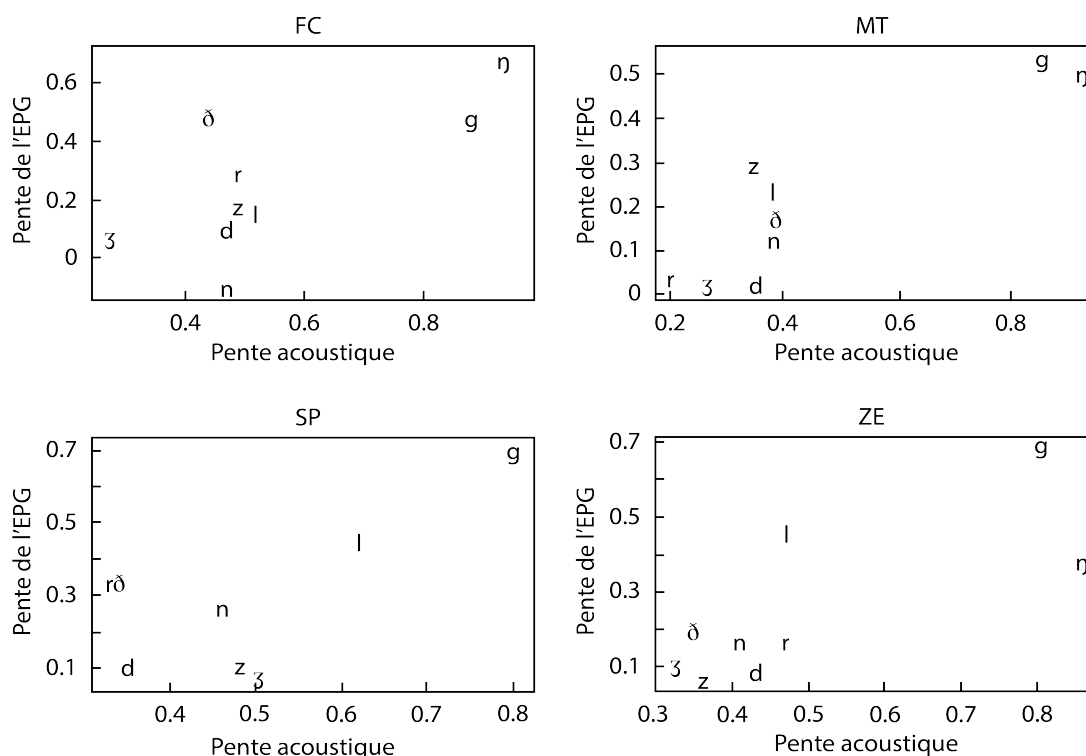 FC
Pente de l'EPG
0.6
0.4
0.2
0
ŋ
ð
g
r
z
l
d
ʒ
n
0.4 0.6 0.8
Pente acoustique
MT
Pente de l'EPG
0.5
0.4
0.3
0.2
0.1
0
g
ŋ
z
l
ð
n
r
ʒ
d
0.2 0.4 0.6 0.8
Pente acoustique
SP
Pente de l'EPG
0.7
0.5
0.3
0.1
g
l
rð
n
d
z
ʒ
0.4 0.5 0.6 0.7 0.8
Pente acoustique
ZE
Pente de l'EPG
0.7
0.5
0.3
0.1
g
l
ŋ
ð
n
r
ʒ
d
z
0.3 0.4 0.5 0.6 0.7 0.8
Pente acoustique